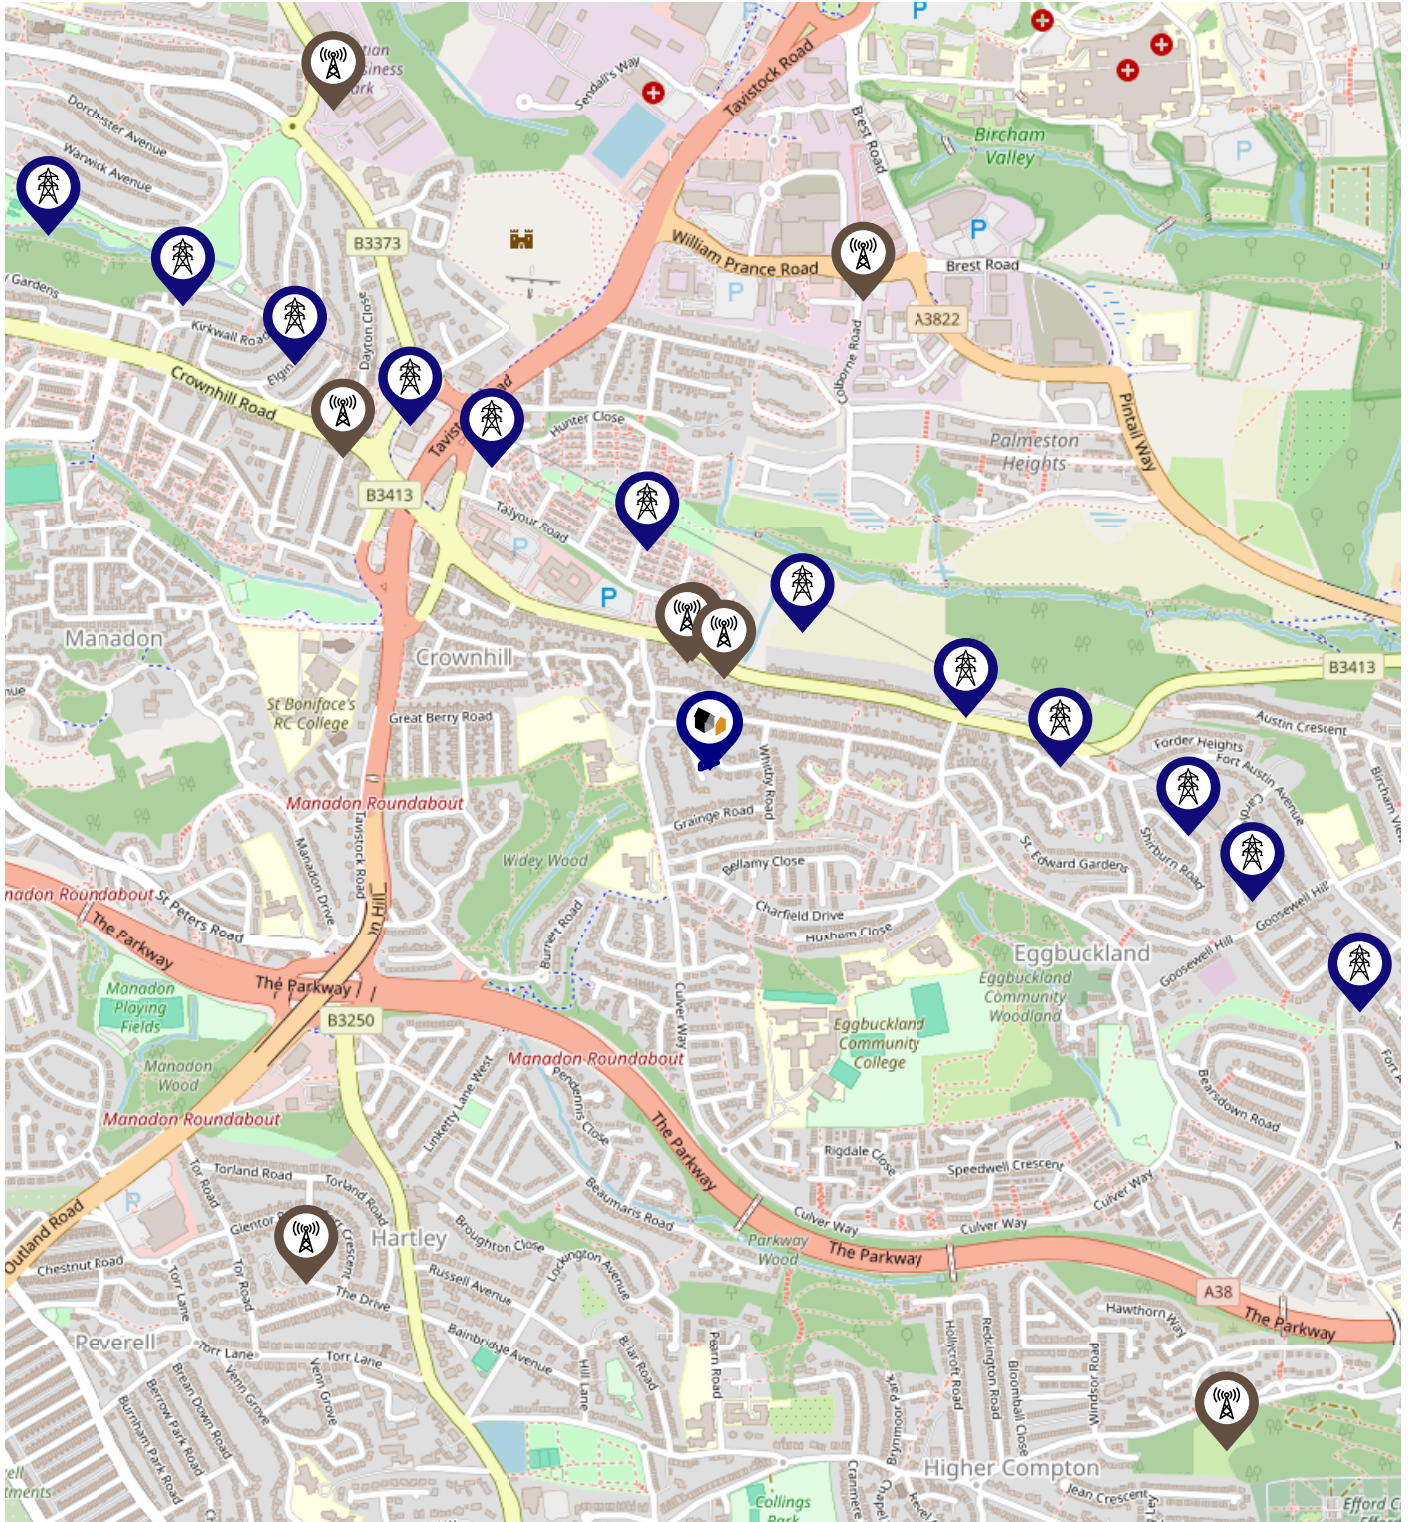 P
P
Tavistock Road
Sendall's Way
Dorchester Avenue
Brest Road
Bircham
Valley
Warwick Avenue
P
B3373
William Prance Road
P
Brest Road
P
Gardens
Kirkwall Road
Dayton Close
A3822
Elgin
Colborne Road
Crownhill Road
Hunter Close
Pintail Way
Palmeston
Heights
B3413
Tavistock Road
Talyour Road
P
P
Manadon
Crownhill
B3413
St Boniface's
RC College
Great Berry Road
Austin Crescent
Forder Heights
Fort Austin Avenue
Whitby Road
Manadon Roundabout
Grainge Road
Tavistock Road
Shirburn Road
Manadon Drive
Widey Wood
Bellamy Close
St. Edward Gardens
St Peters Road
The Parkway
Charfield Drive
Huxham Close
Burnett Road
Goosewell Hill
Goosewell Hill
Eggbuckland
Eggbuckland
Community
Woodland
The Parkway
Manadon
Playing
Fields
B3250
Culver Way
Eggbuckland
Community
College
Manadon Roundabout
Manadon
Wood
Linketty Lane West
Pendennis Close
Bearsdown Road
Manadon Roundabout
The Parkway
Rigdale Close
Speedwell Crescent
Torland Road
Tor Road
Torland Road
Beaumaris Road
Culver Way
Culver Way
Culver Way
P
Outland Road
Hartley
Broughton Close
Parkway
Wood
The Parkway
Chestnut Road
Tor Lane
Tor Road
Crescent
Russell Avenue
Lockington Avenue
A38
The Drive
Hawthorn Way
The Parkway
Peverell
Torr Lane
Torr Lane
Bainbridge Avenue
Hill Lane
Briar Road
Pearn Road
Hollycroft Road
Reddington Road
Bloomball Close
Windsor Road
Venn Grove
Venn Grove
Brean Down Road
Berrow Park Road
Burnham Park Road
Brynmoor Park
Higher Compton
Jean Crescent
Collings
Park